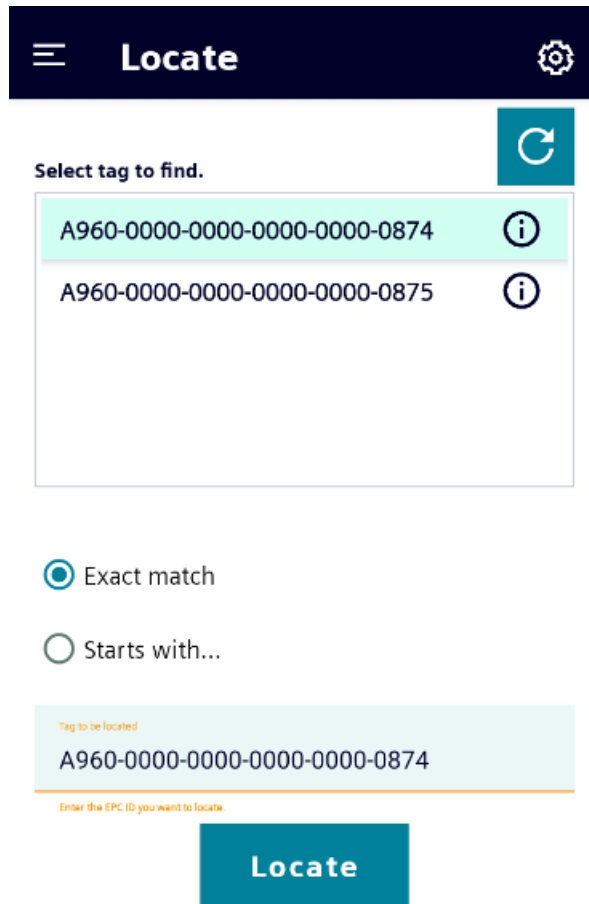 Locate
Select tag to find.
A960-0000-0000-0000-0000-0874
A960-0000-0000-0000-0000-0875
Exact match
Starts with...
Tag to be located
A960-0000-0000-0000-0000-0874
Enter the EPC ID you want to locate.
Locate